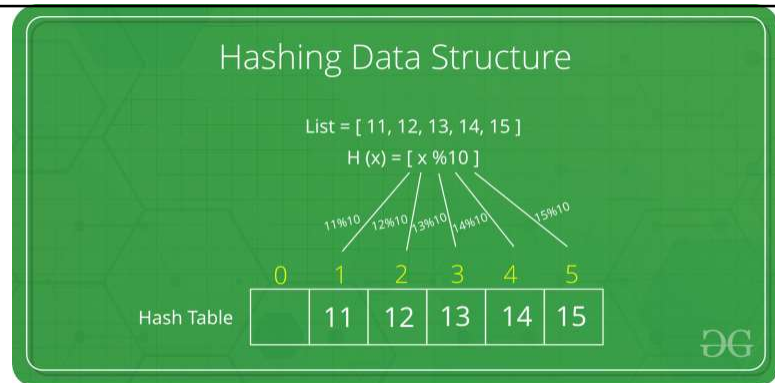 Hashing Data Structure
List = [ 11, 12, 13, 14, 15 ]
H (x) = [ x %10 ]
11%10 12%10 13%10 14%10 15%10
0 1 2 3 4 5
Hash Table 11 12 13 14 15
GG